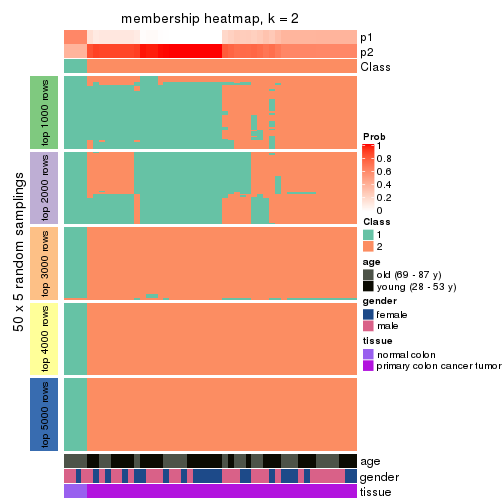 membership heatmap, k = 2
p1
p2
Class
50 x 5 random samplings
top 1000 rows
top 2000 rows
top 3000 rows
top 4000 rows
top 5000 rows
Prob
1
0.8
0.6
0.4
0.2
0
Class
1
2
age
old (69 - 87 y)
young (28 - 53 y)
gender
female
male
tissue
normal colon
primary colon cancer tumor
age
gender
tissue